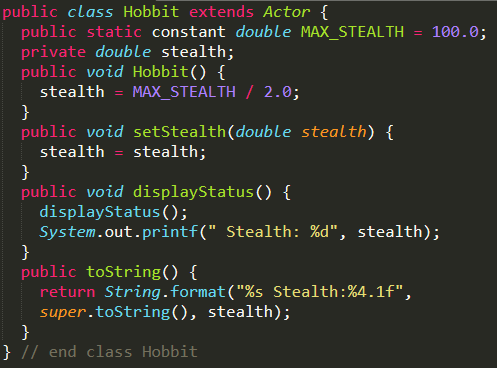 public class Hobbit extends Actor {
  public static constant double MAX_STEALTH = 100.0;
  private double stealth;
  public void Hobbit() {
    stealth = MAX_STEALTH / 2.0;
  }
  public void setStealth(double stealth) {
    stealth = stealth;
  }
  public void displayStatus() {
    displayStatus();
    System.out.printf(" Stealth: %d", stealth);
  }
  public toString() {
    return String.format("%s Stealth:%4.1f",
    super.toString(), stealth);
  }
} // end class Hobbit